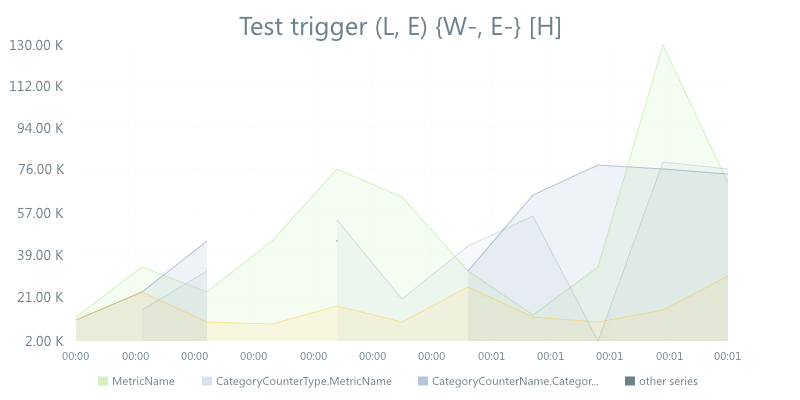 Test trigger (L, E) {W-, E-} [H]
130.00 K
112.00 K
94.00 K
76.00 K
57.00 K
39.00 K
21.00 K
2.00 K
00:00 00:00 00:00 00:00 00:00 00:00 00:00 00:01 00:01 00:01 00:01 00:01
MetricName CategoryCounterType.MetricName CategoryCounterName.Categor... other series